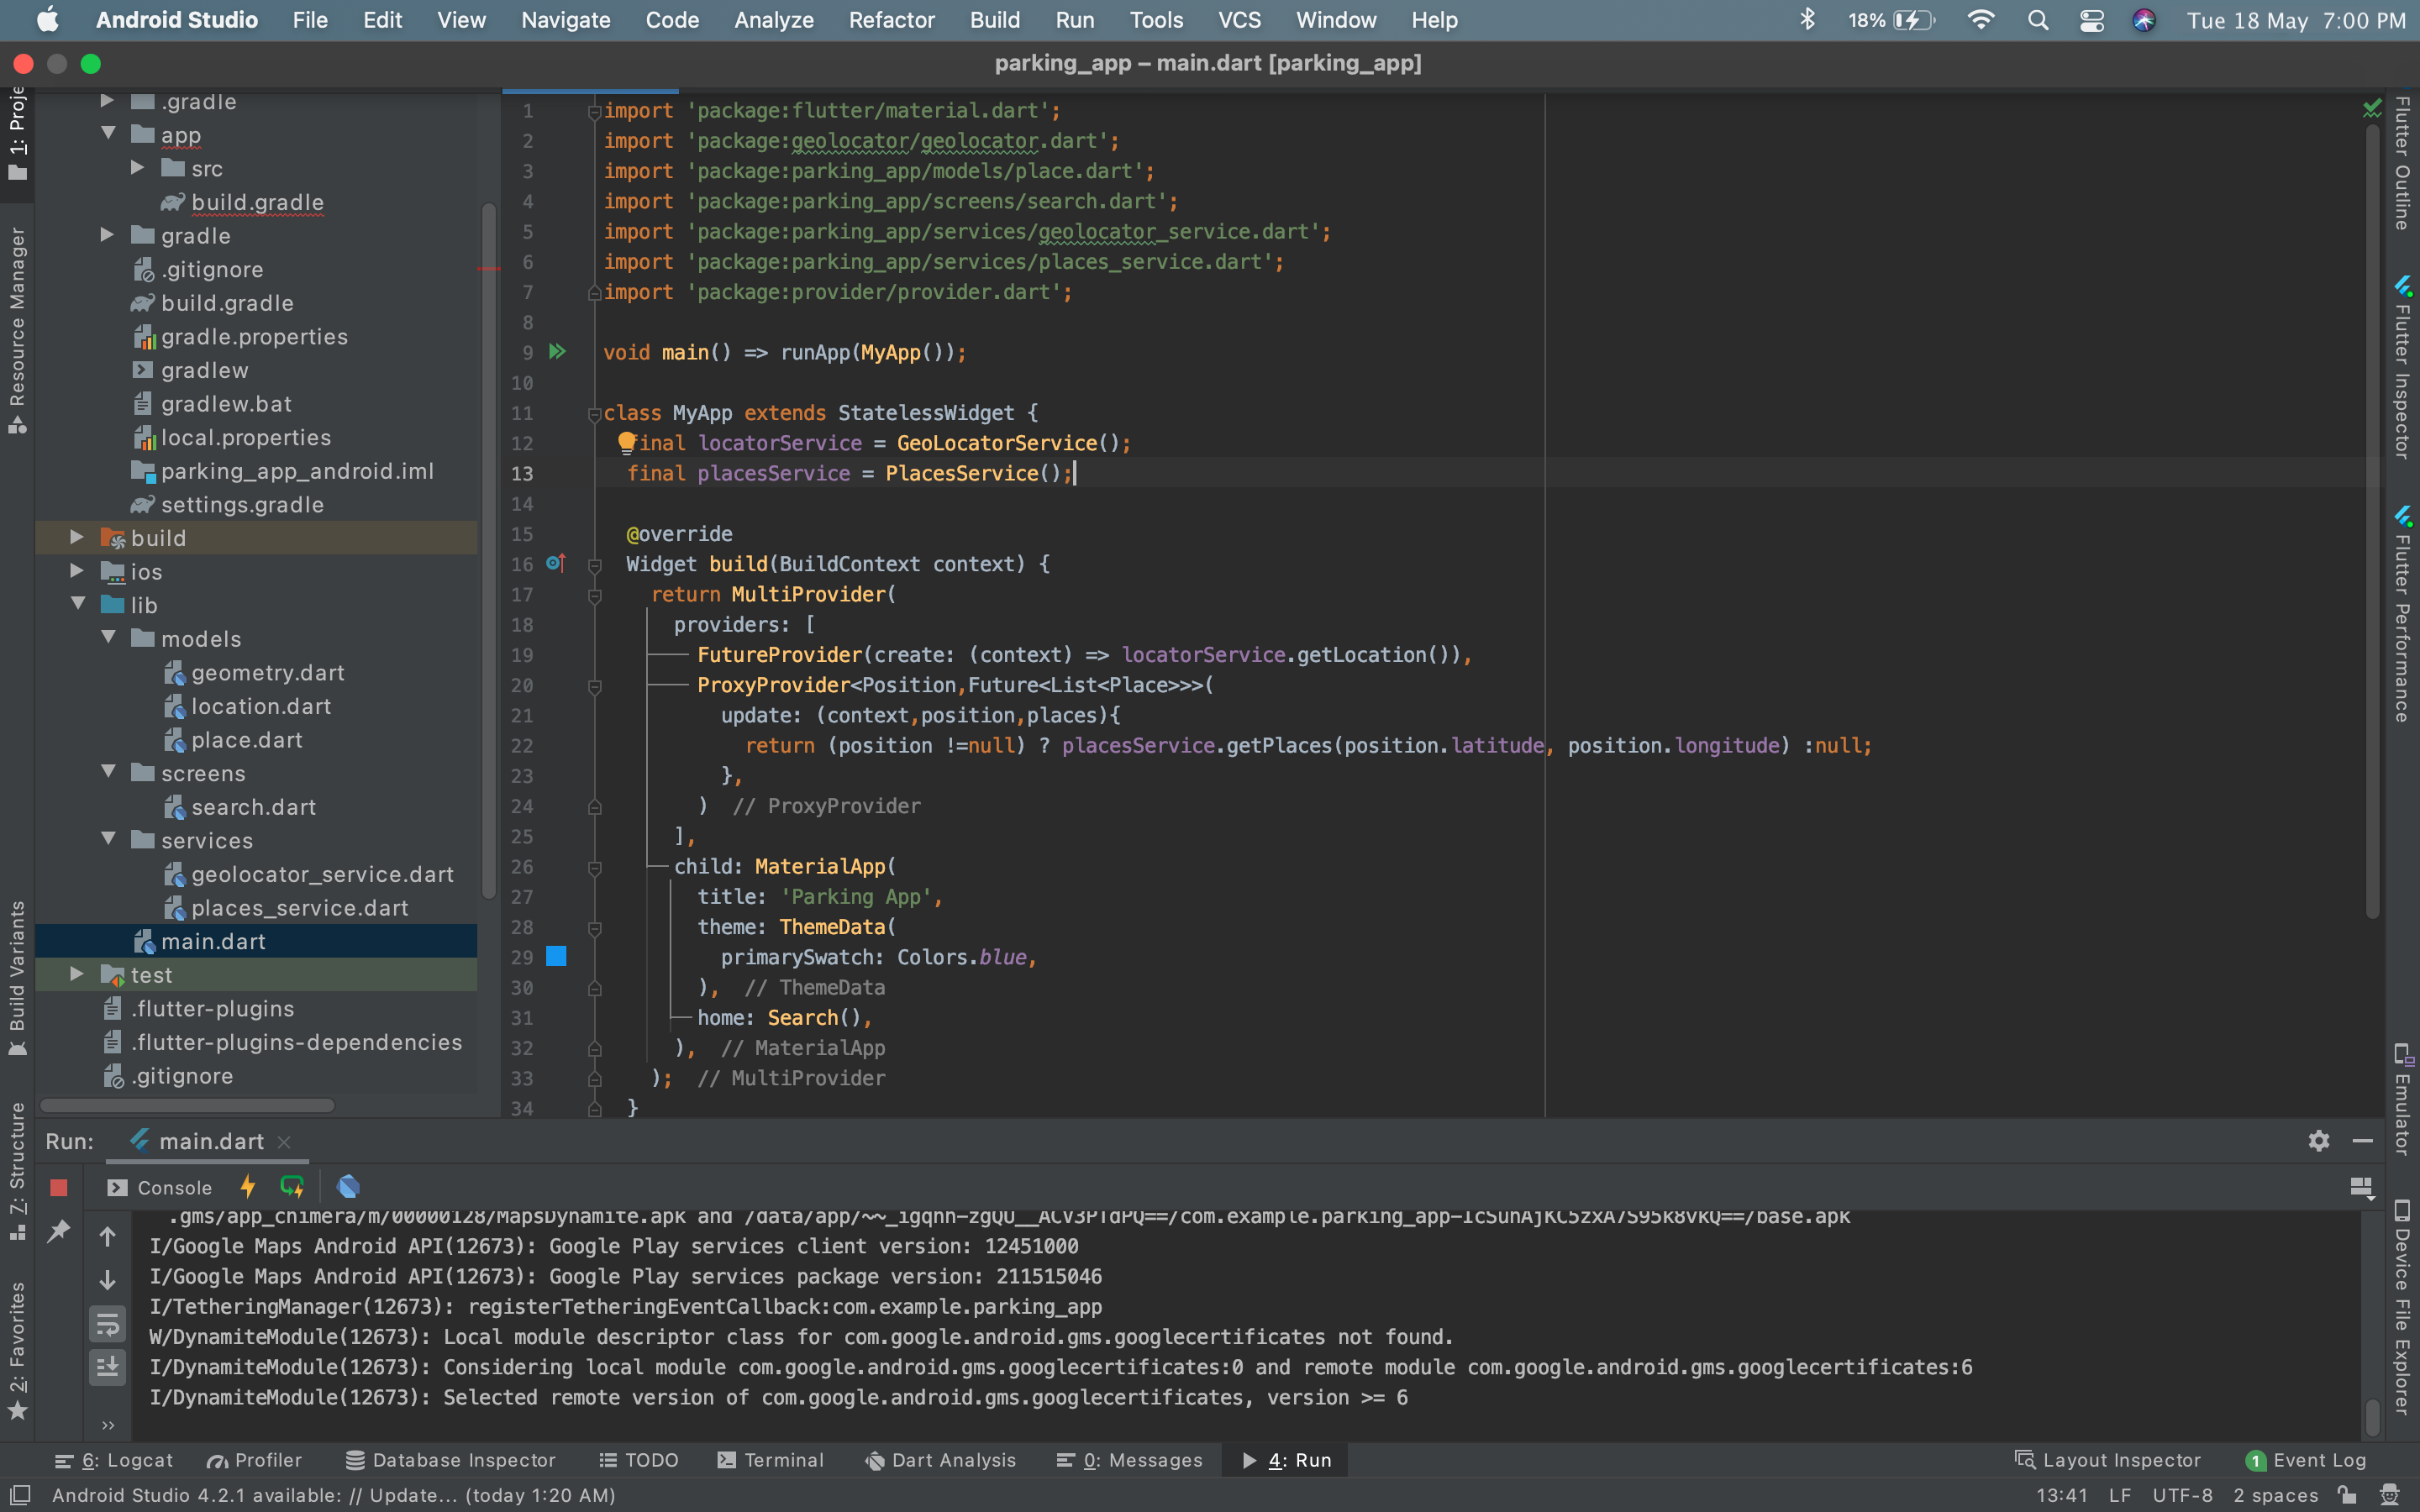 Android Studio File Edit View Navigate Code Analyze Refactor Build Run Tools VCS Window Help 18% Tue 18 May 7:00 PM
parking_app – main.dart [parking_app]
1: Proje
Resource Manager
Build Variants
7: Structure
2: Favorites
.gradle
app
src
build.gradle
gradle
.gitignore
build.gradle
gradle.properties
gradlew
gradlew.bat
local.properties
parking_app_android.iml
settings.gradle
build
ios
lib
models
geometry.dart
location.dart
place.dart
screens
search.dart
services
geolocator_service.dart
places_service.dart
main.dart
test
.flutter-plugins
.flutter-plugins-dependencies
.gitignore
1 import 'package:flutter/material.dart';
2 import 'package:geolocator/geolocator.dart';
3 import 'package:parking_app/models/place.dart';
4 import 'package:parking_app/screens/search.dart';
5 import 'package:parking_app/services/geolocator_service.dart';
6 import 'package:parking_app/services/places_service.dart';
7 import 'package:provider/provider.dart';
8
9 void main() => runApp(MyApp());
10
11 class MyApp extends StatelessWidget {
12 final locatorService = GeoLocatorService();
13 final placesService = PlacesService();
14
15 @override
16 Widget build(BuildContext context) {
17 return MultiProvider(
18 providers: [
19 FutureProvider(create: (context) => locatorService.getLocation()),
20 ProxyProvider<Position,Future<List<Place>>>(
21 update: (context,position,places){
22 return (position !=null) ? placesService.getPlaces(position.latitude, position.longitude) :null;
23 },
24 ) // ProxyProvider
25 ],
26 child: MaterialApp(
27 title: 'Parking App',
28 theme: ThemeData(
29 primarySwatch: Colors.blue,
30 ), // ThemeData
31 home: Search(),
32 ), // MaterialApp
33 ); // MultiProvider
34 }
Flutter Outline
Flutter Inspector
Flutter Performance
Emulator
Device File Explorer
Run: main.dart
Console
I/Google Maps Android API(12673): Google Play services client version: 12451000
I/Google Maps Android API(12673): Google Play services package version: 211515046
I/TetheringManager(12673): registerTetheringEventCallback:com.example.parking_app
W/DynamiteModule(12673): Local module descriptor class for com.google.android.gms.googlecertificates not found.
I/DynamiteModule(12673): Considering local module com.google.android.gms.googlecertificates:0 and remote module com.google.android.gms.googlecertificates:6
I/DynamiteModule(12673): Selected remote version of com.google.android.gms.googlecertificates, version >= 6
6: Logcat Profiler Database Inspector TODO Terminal Dart Analysis 0: Messages 4: Run Layout Inspector 1 Event Log
Android Studio 4.2.1 available: // Update... (today 1:20 AM) 13:41 LF UTF-8 2 spaces